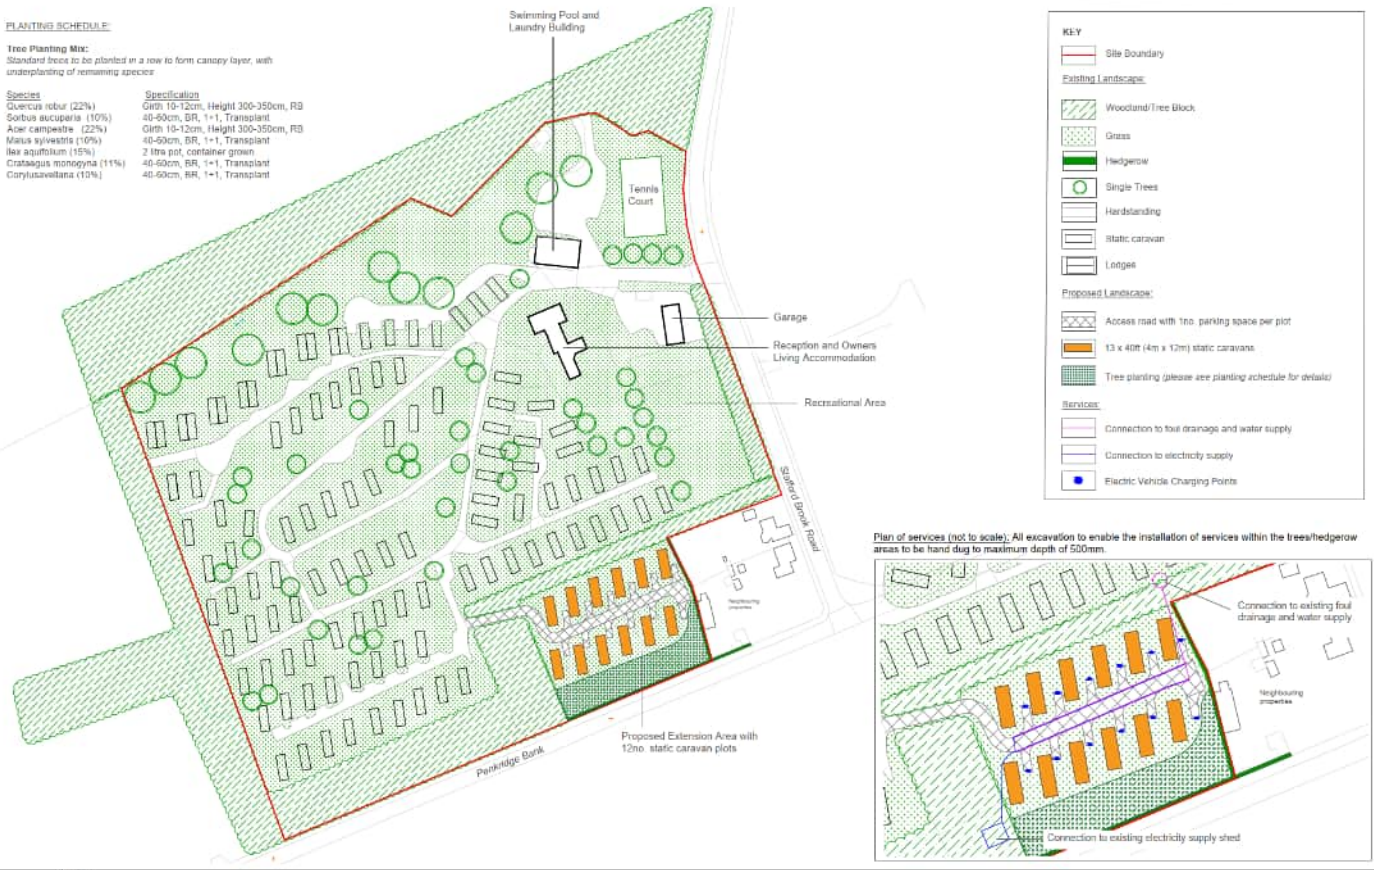 PLANTING SCHEDULE:
Tree Planting Mix:
Standard trees to be planted in a row to form canopy layer, with
underplanting of remaining species
Species Specification
Quercus robur (22%) Girth 10-12cm, Height 300-350cm, RB
Sorbus aucuparia (10%) 40-60cm, BR, 1+1, Transplant
Acer campestre (22%) Girth 10-12cm, Height 300-350cm, RB
Malus sylvestris (10%) 40-60cm, BR, 1+1, Transplant
Ilex aquifolium (15%) 2 litre pot, container grown
Crataegus monogyna (11%) 40-60cm, BR, 1+1, Transplant
Corylusavellana (10%) 40-60cm, BR, 1+1, Transplant
Swimming Pool and
Laundry Building
Tennis
Court
Garage
Reception and Owners
Living Accommodation
Recreational Area
Stafford Brook Road
Neighbouring
properties
Proposed Extension Area with
12no. static caravan plots
Penkridge Bank
KEY
Site Boundary
Existing Landscape:
Woodland/Tree Block
Grass
Hedgerow
Single Trees
Hardstanding
Static caravan
Lodges
Proposed Landscape:
Access road with 1no. parking space per plot
13 x 40ft (4m x 12m) static caravans
Tree planting (please see planting schedule for details)
Services:
Connection to foul drainage and water supply
Connection to electricity supply
Electric Vehicle Charging Points
Plan of services (not to scale): All excavation to enable the installation of services within the trees/hedgerow
areas to be hand dug to maximum depth of 500mm.
Connection to existing foul
drainage and water supply
Neighbouring
properties
Connection to existing electricity supply shed